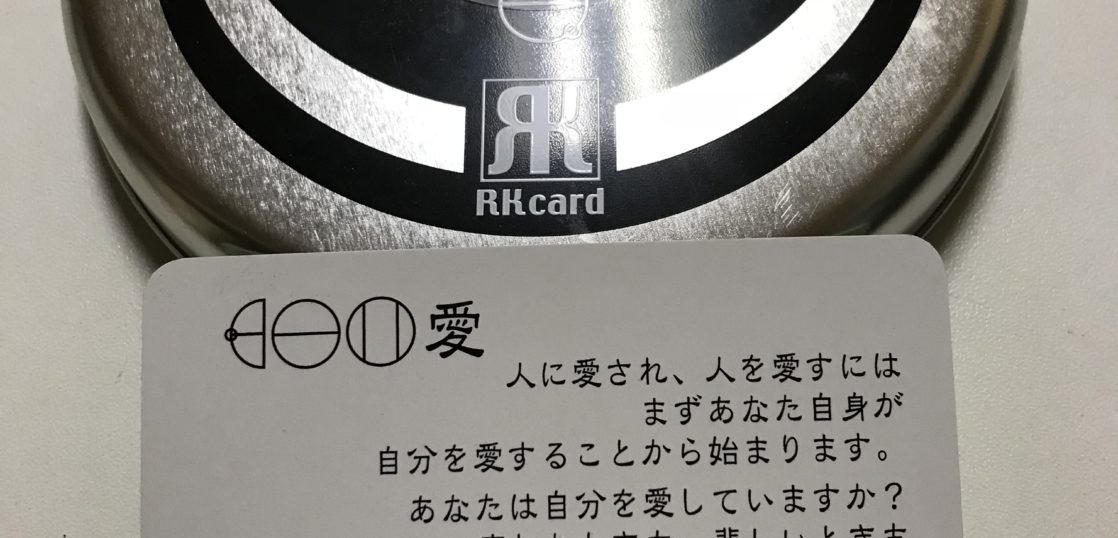 RK
RKcard
愛
人に愛され、人を愛すには
まずあなた自身が
自分を愛することから始まります。
あなたは自分を愛していますか？